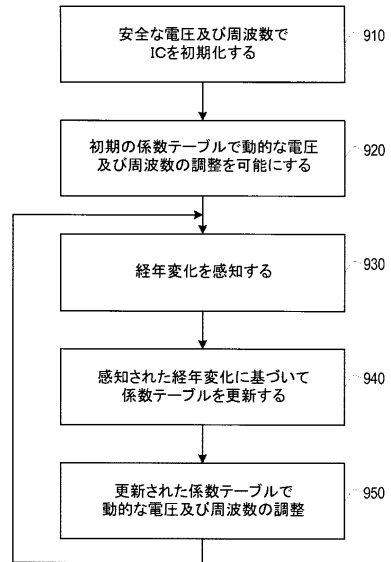 安全な電圧及び周波数で
ICを初期化する
910
初期の係数テーブルで動的な電圧
及び周波数の調整を可能にする
920
経年変化を感知する
930
感知された経年変化に基づいて
係数テーブルを更新する
940
更新された係数テーブルで
動的な電圧及び周波数の調整
950